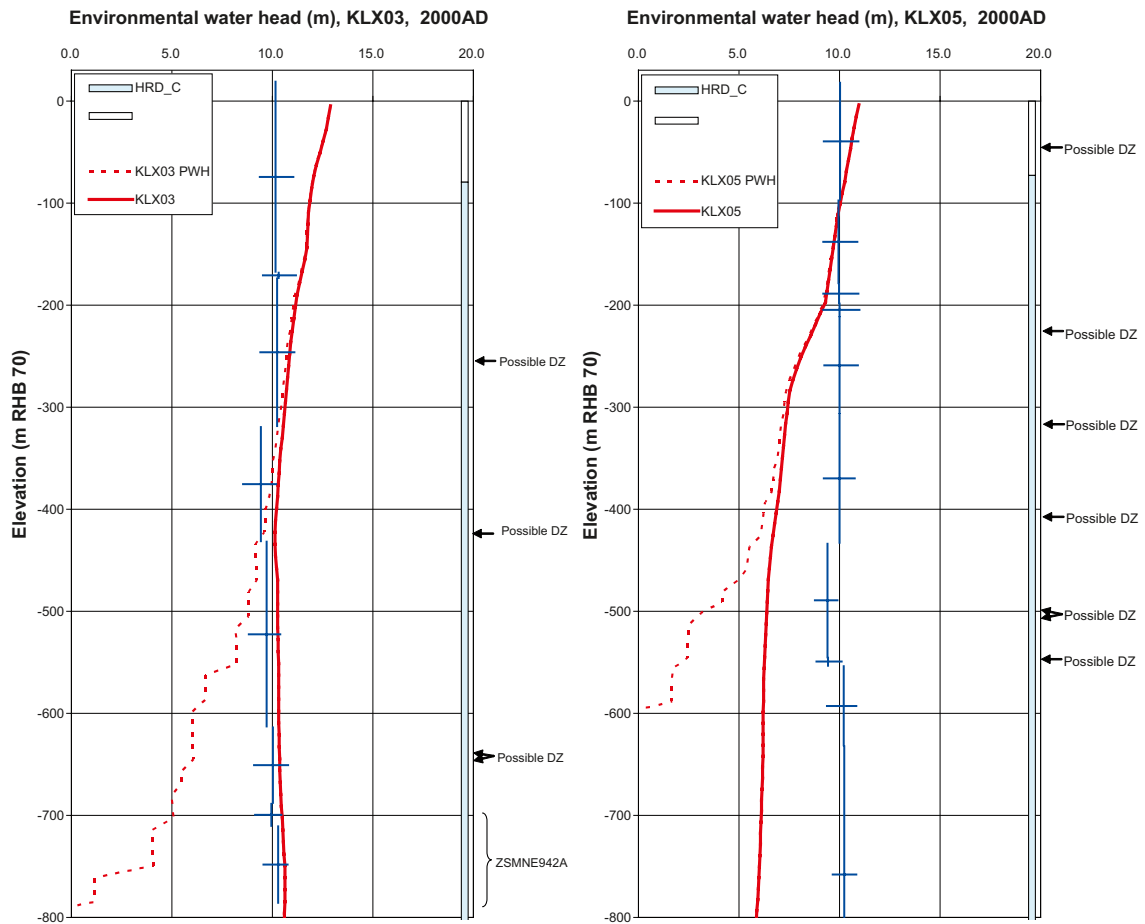 Environmental water head (m), KLX03, 2000AD
0.0 5.0 10.0 15.0 20.0
HRD_C
KLX03 PWH
KLX03
Elevation (m RHB 70)
0
-100
-200
-300
-400
-500
-600
-700
-800
Possible DZ
Possible DZ
Possible DZ
ZSMNE942A
Environmental water head (m), KLX05, 2000AD
0.0 5.0 10.0 15.0 20.0
HRD_C
KLX05 PWH
KLX05
Elevation (m RHB 70)
0
-100
-200
-300
-400
-500
-600
-700
-800
Possible DZ
Possible DZ
Possible DZ
Possible DZ
Possible DZ
Possible DZ